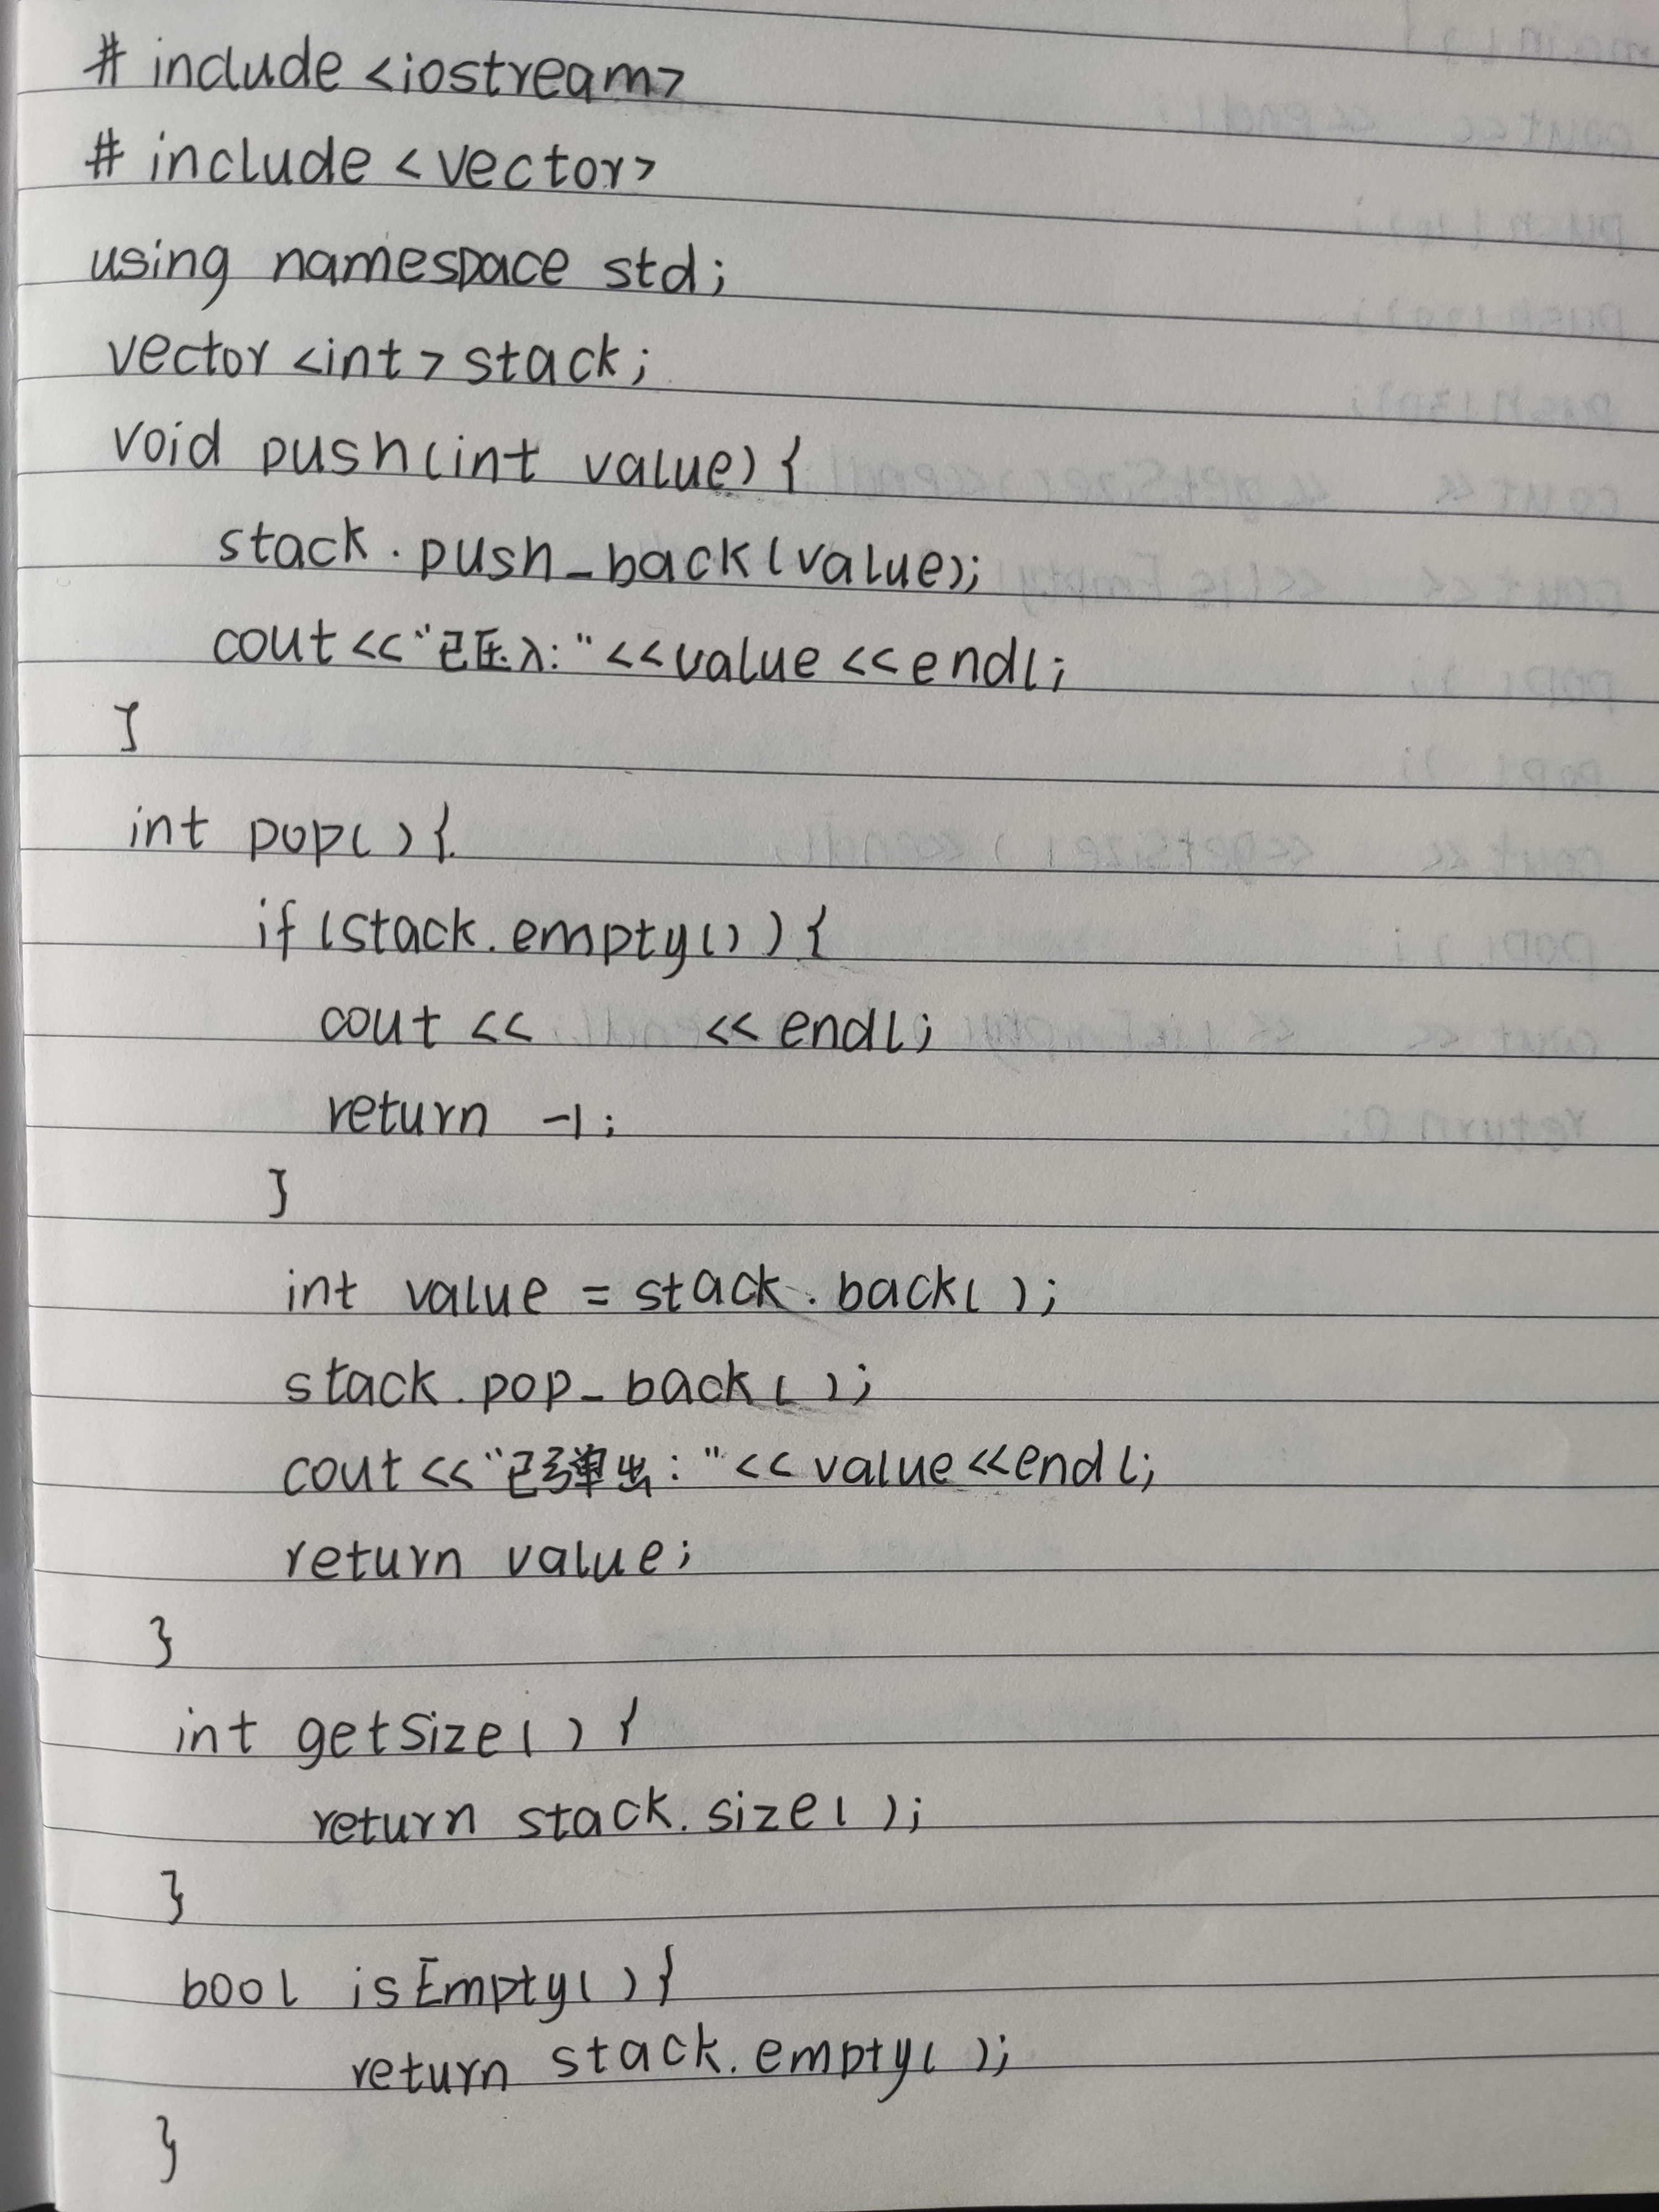 # include <iostream>
# include <vector>
using namespace std;
vector <int> stack;
void push(int value){
stack.push_back(value);
cout<<"已压入:"<<value<<endl;
}
int pop(){
if(stack.empty()){
cout << << endl;
return -1;
}
int value = stack.back();
stack.pop_back();
cout<<"已弹出:"<<value<<endl;
return value;
}
int getSize(){
return stack.size();
}
bool isEmpty(){
return stack.empty();
}